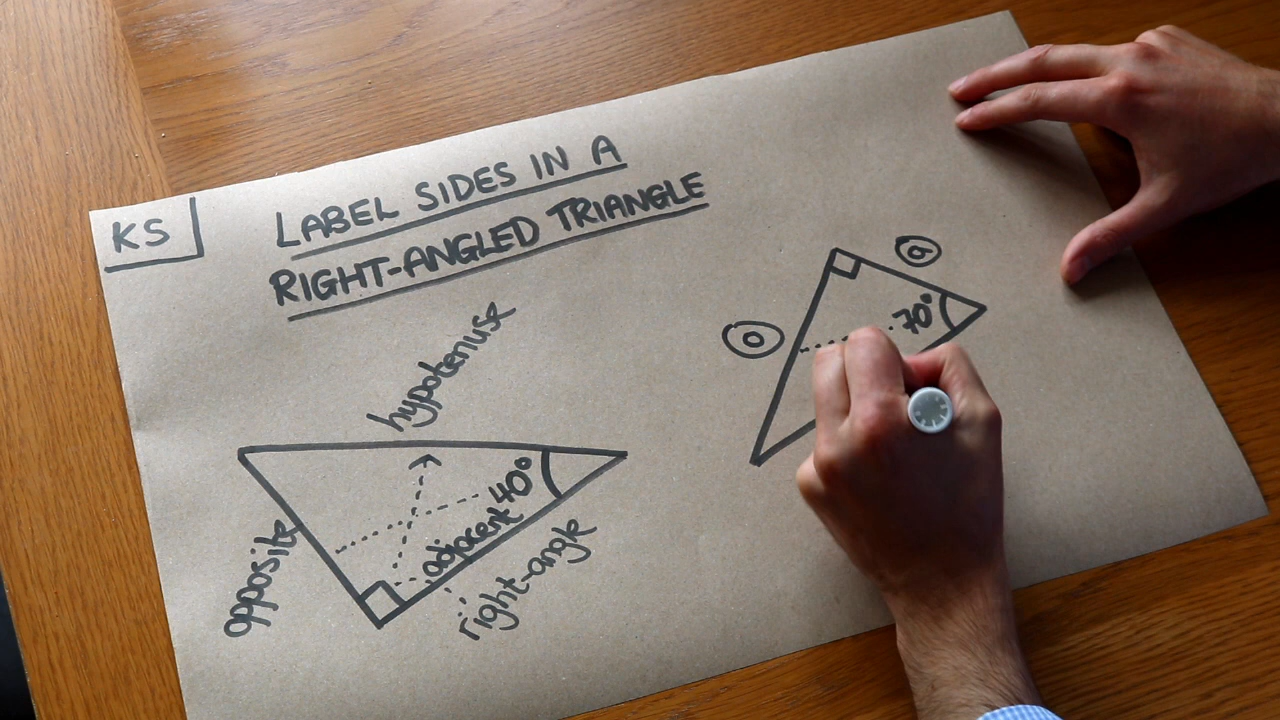 KS
LABEL SIDES IN A
RIGHT-ANGLED TRIANGLE
hypotenuse
opposite
adjacent
40°
right-angle
o
a
70°